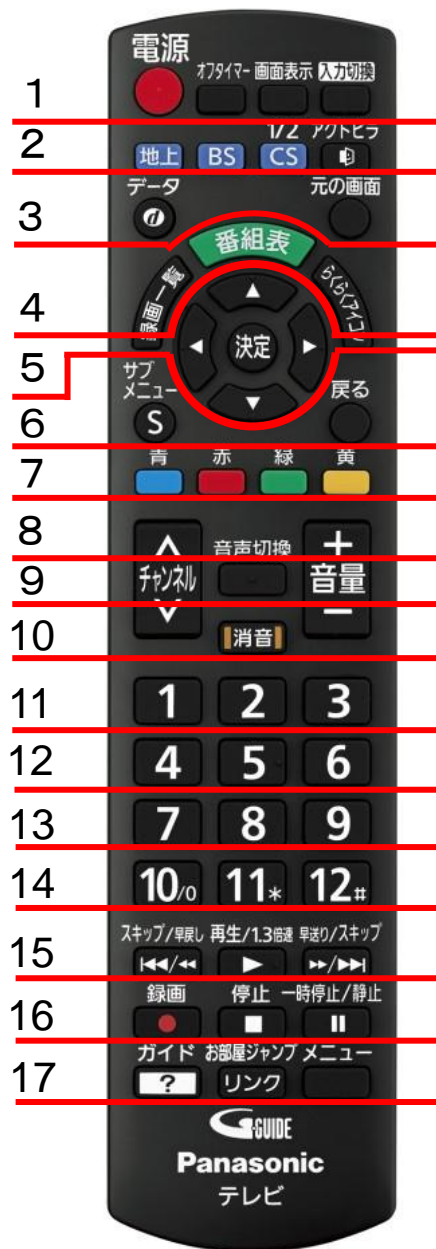 電源
オフタイマー 画面表示 入力切換
1
1/2 アクトビラ
2
地上 BS CS
データ 元の画面
d
3
番組表
録画一覧 らくらくアイコン
4
▲
◀ 決定 ▶
5
サブ
メニュー 戻る
▼
S
6
青 赤 緑 黄
7
8
∧ 音声切換 +
チャンネル 音量
9
∨ −
10
消音
1 2 3
11
4 5 6
12
7 8 9
13
10/0 11* 12#
14
スキップ/早戻し 再生/1.3倍速 早送り/スキップ
15
⏮/◀◀ ▶ ▶▶/⏭
録画 停止 一時停止/静止
16
● ■ ⏸
ガイド お部屋ジャンプ メニュー
17
? リンク
G-GUIDE
Panasonic
テレビ